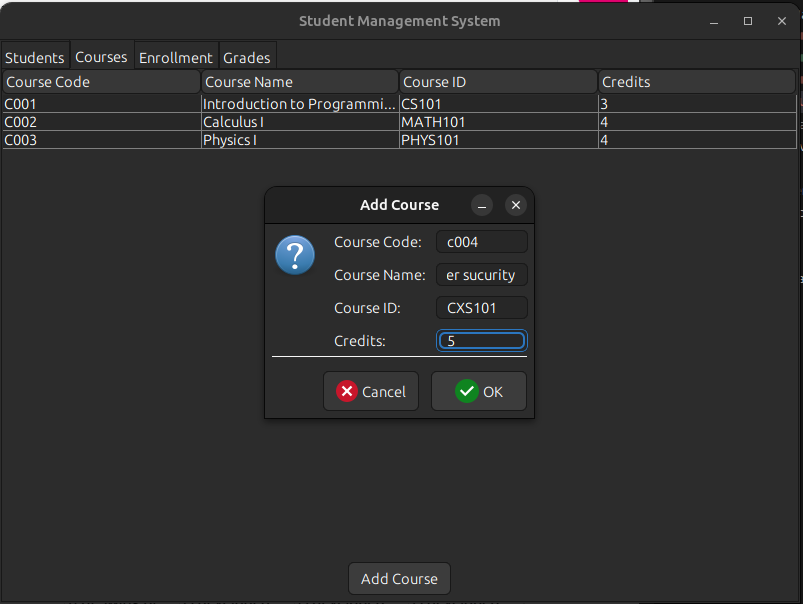 Student Management System
Students Courses Enrollment Grades
Course Code Course Name Course ID Credits
C001 Introduction to Programmi... CS101 3
C002 Calculus I MATH101 4
C003 Physics I PHYS101 4
Add Course
Course Code: c004
Course Name: er sucurity
Course ID: CXS101
Credits: 5
Cancel OK
Add Course